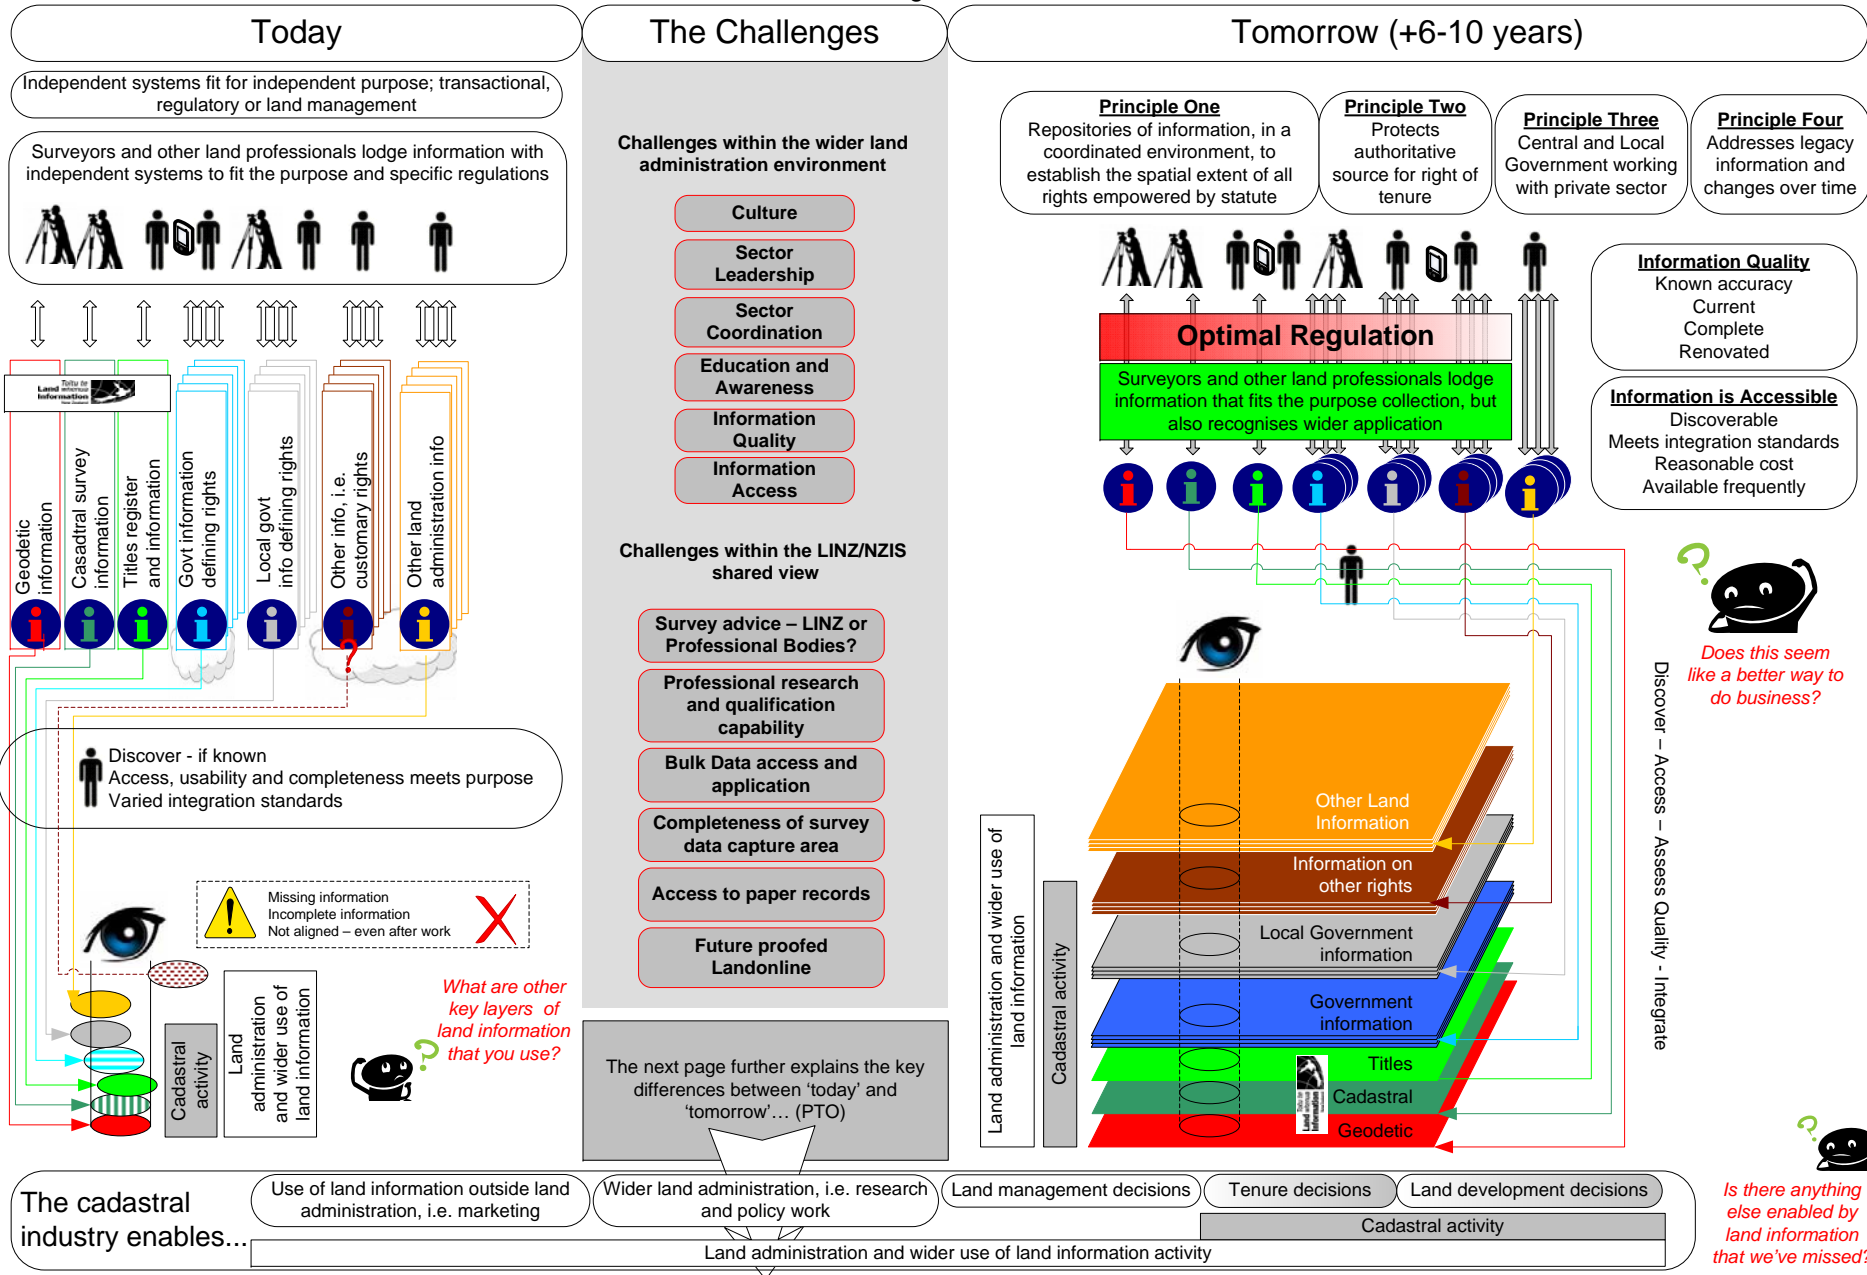 Today
Independent systems fit for independent purpose; transactional,
regulatory or land management
Surveyors and other land professionals lodge information with
independent systems to fit the purpose and specific regulations
Toitu te
Land whenua
Information
New Zealand
Geodetic
information
Casadtral survey
information
Titles register
and information
Govt information
defining rights
Local govt
info defining rights
Other info, i.e.
customary rights
Other land
administration info
i
i
i
i
i
i
i
?
Discover - if known
Access, usability and completeness meets purpose
Varied integration standards
!
Missing information
Incomplete information
Not aligned – even after work
X
Cadastral
activity
Land
administration
and wider use of
land information
What are other
key layers of
land information
that you use?
?
The Challenges
Challenges within the wider land
administration environment
Culture
Sector
Leadership
Sector
Coordination
Education and
Awareness
Information
Quality
Information
Access
Challenges within the LINZ/NZIS
shared view
Survey advice – LINZ or
Professional Bodies?
Professional research
and qualification
capability
Bulk Data access and
application
Completeness of survey
data capture area
Access to paper records
Future proofed
Landonline
The next page further explains the key
differences between ‘today’ and
‘tomorrow’… (PTO)
Tomorrow (+6-10 years)
Principle One
Repositories of information, in a
coordinated environment, to
establish the spatial extent of all
rights empowered by statute
Principle Two
Protects
authoritative
source for right of
tenure
Principle Three
Central and Local
Government working
with private sector
Principle Four
Addresses legacy
information and
changes over time
Optimal Regulation
Surveyors and other land professionals lodge
information that fits the purpose collection, but
also recognises wider application
i
i
i
i
i
i
i
Information Quality
Known accuracy
Current
Complete
Renovated
Information is Accessible
Discoverable
Meets integration standards
Reasonable cost
Available frequently
?
Does this seem
like a better way to
do business?
Discover – Access – Assess Quality - Integrate
Other Land
Information
Information on
other rights
Local Government
information
Government
information
Titles
Cadastral
Geodetic
Toitu te
Land whenua
Information
New Zealand
Land administration and wider use of
land information
Cadastral activity
The cadastral
industry enables...
Use of land information outside land
administration, i.e. marketing
Wider land administration, i.e. research
and policy work
Land management decisions
Tenure decisions
Land development decisions
Cadastral activity
Land administration and wider use of land information activity
?
Is there anything
else enabled by
land information
that we’ve missed?